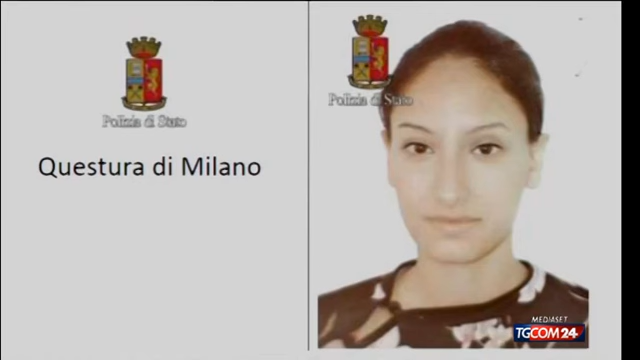 Polizia di Stato
Questura di Milano
Polizia di Stato
MEDIASET
TGCOM24